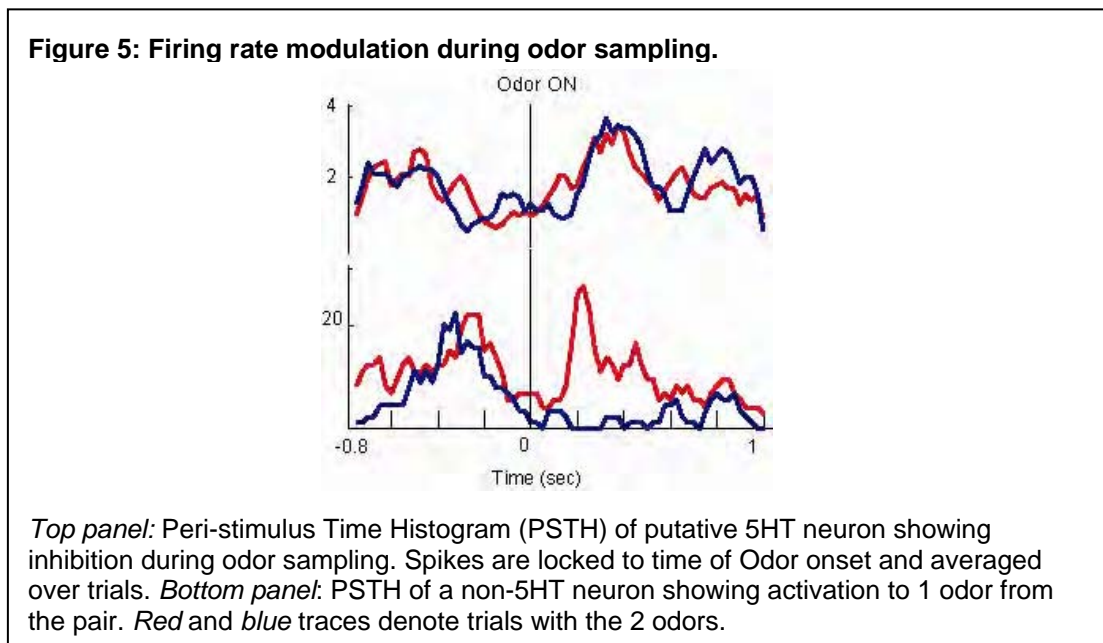 Figure 5: Firing rate modulation during odor sampling.
Odor ON
4
2
20
-0.8
0
1
Time (sec)
Top panel: Peri-stimulus Time Histogram (PSTH) of putative 5HT neuron showing
inhibition during odor sampling. Spikes are locked to time of Odor onset and averaged
over trials. Bottom panel: PSTH of a non-5HT neuron showing activation to 1 odor from
the pair. Red and blue traces denote trials with the 2 odors.